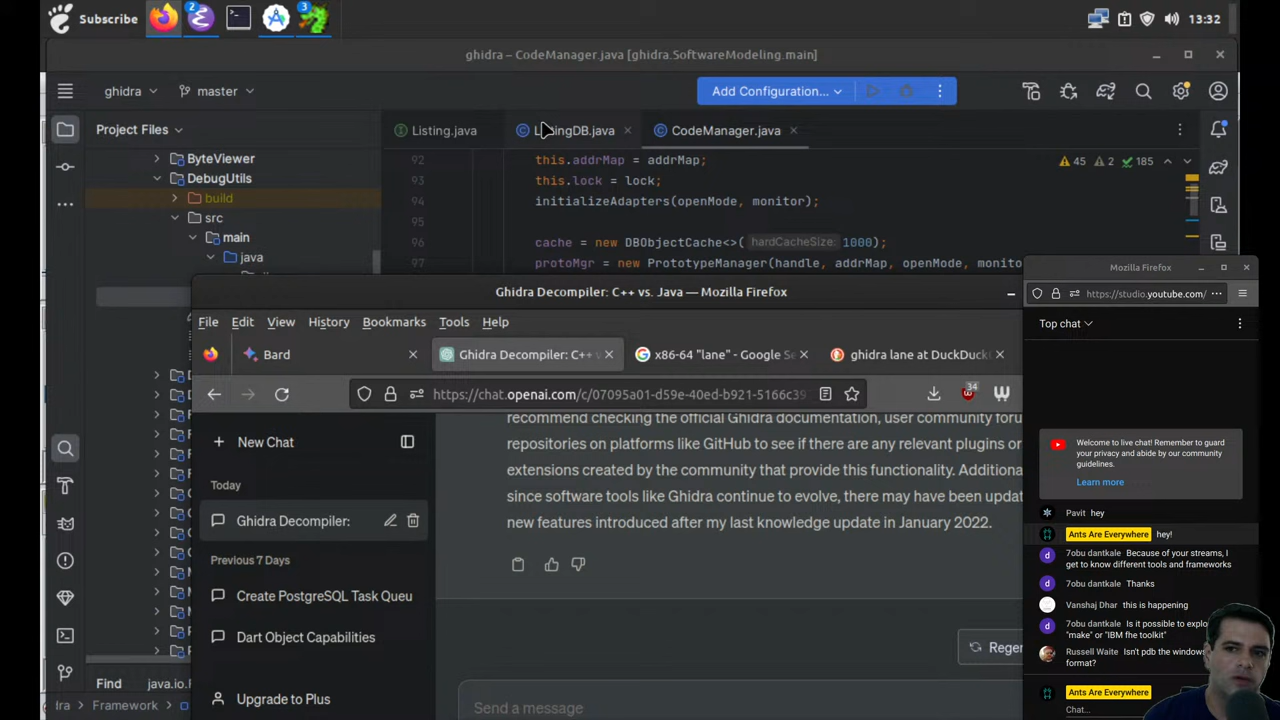 Subscribe
2
3
13:32
ghidra – CodeManager.java [ghidra.SoftwareModeling.main]
ghidra
master
Add Configuration...
Project Files
Listing.java
CodeManager.java
ByteViewer
DebugUtils
build
src
main
java
92 this.addrMap = addrMap;
93 this.lock = lock;
94 initializeAdapters(openMode, monitor);
95
96 cache = new DBObjectCache<>( hardCacheSize: 1000);
97 protoMgr = new PrototypeManager(handle, addrMap, openMode, monito
45 2 185
Ghidra Decompiler: C++ vs. Java — Mozilla Firefox
File Edit View History Bookmarks Tools Help
Bard
Ghidra Decompiler: C++
x86-64 "lane" - Google Se
ghidra lane at DuckDuck
https://chat.openai.com/c/07095a01-d59e-40ed-b921-5166c39
34
New Chat
Today
Ghidra Decompiler:
Previous 7 Days
Create PostgreSQL Task Queu
Dart Object Capabilities
Upgrade to Plus
recommend checking the official Ghidra documentation, user community foru
repositories on platforms like GitHub to see if there are any relevant plugins or
extensions created by the community that provide this functionality. Additiona
since software tools like Ghidra continue to evolve, there may have been updat
new features introduced after my last knowledge update in January 2022.
Reger
Send a message
Find java.io.F
dra Framework
Mozilla Firefox
https://studio.youtube.com/
Top chat
Welcome to live chat! Remember to guard
your privacy and abide by our community
guidelines.
Learn more
Pavit hey
Ants Are Everywhere hey!
7obu dantkale Because of your streams, I
get to know different tools and frameworks
7obu dantkale Thanks
Vanshaj Dhar this is happening
7obu dantkale Is it possible to explo
"make" or "IBM fhe toolkit"
Russell Waite Isn't pdb the windows
format?
Ants Are Everywhere
Chat...